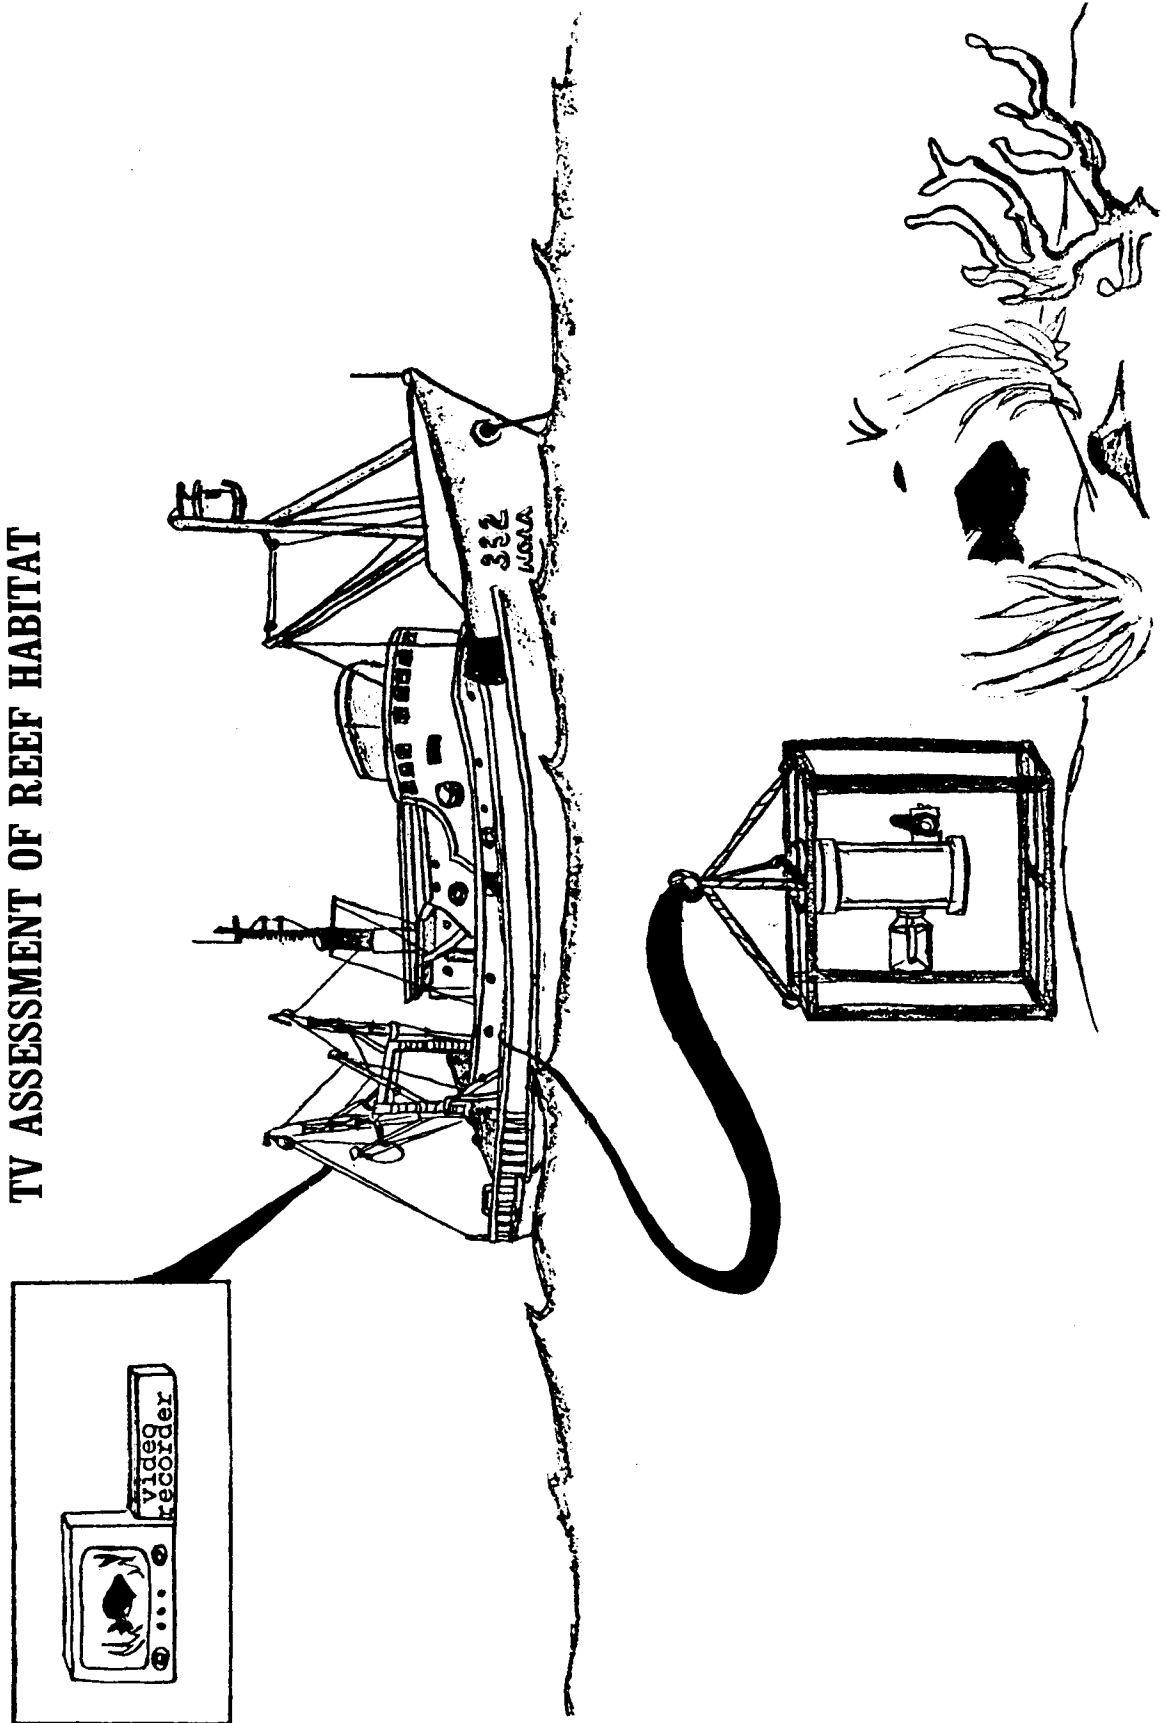 TV ASSESSMENT OF REEF HABITAT
video
recorder
332
NOAA